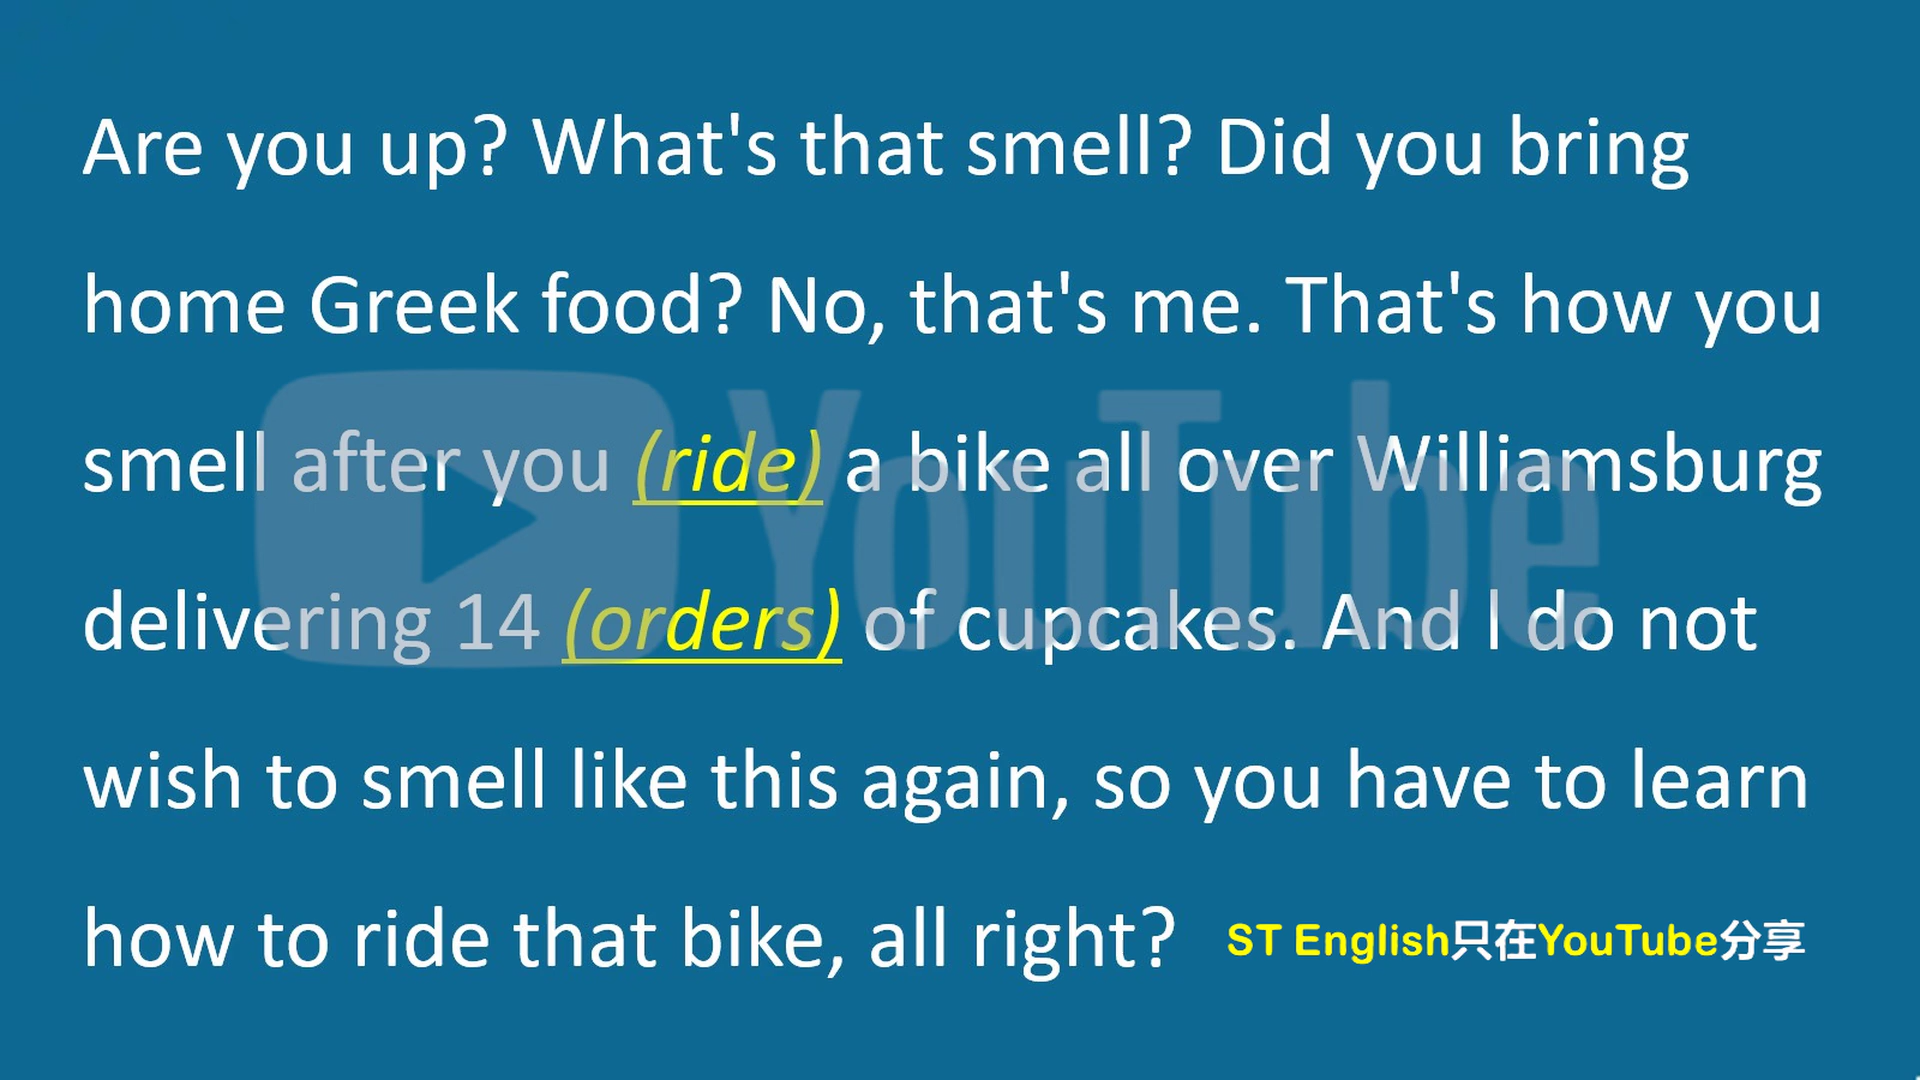 Are you up? What's that smell? Did you bring
home Greek food? No, that's me. That's how you
smell after you (ride) a bike all over Williamsburg
delivering 14 (orders) of cupcakes. And I do not
wish to smell like this again, so you have to learn
how to ride that bike, all right?
ST English只在YouTube分享
YouTube